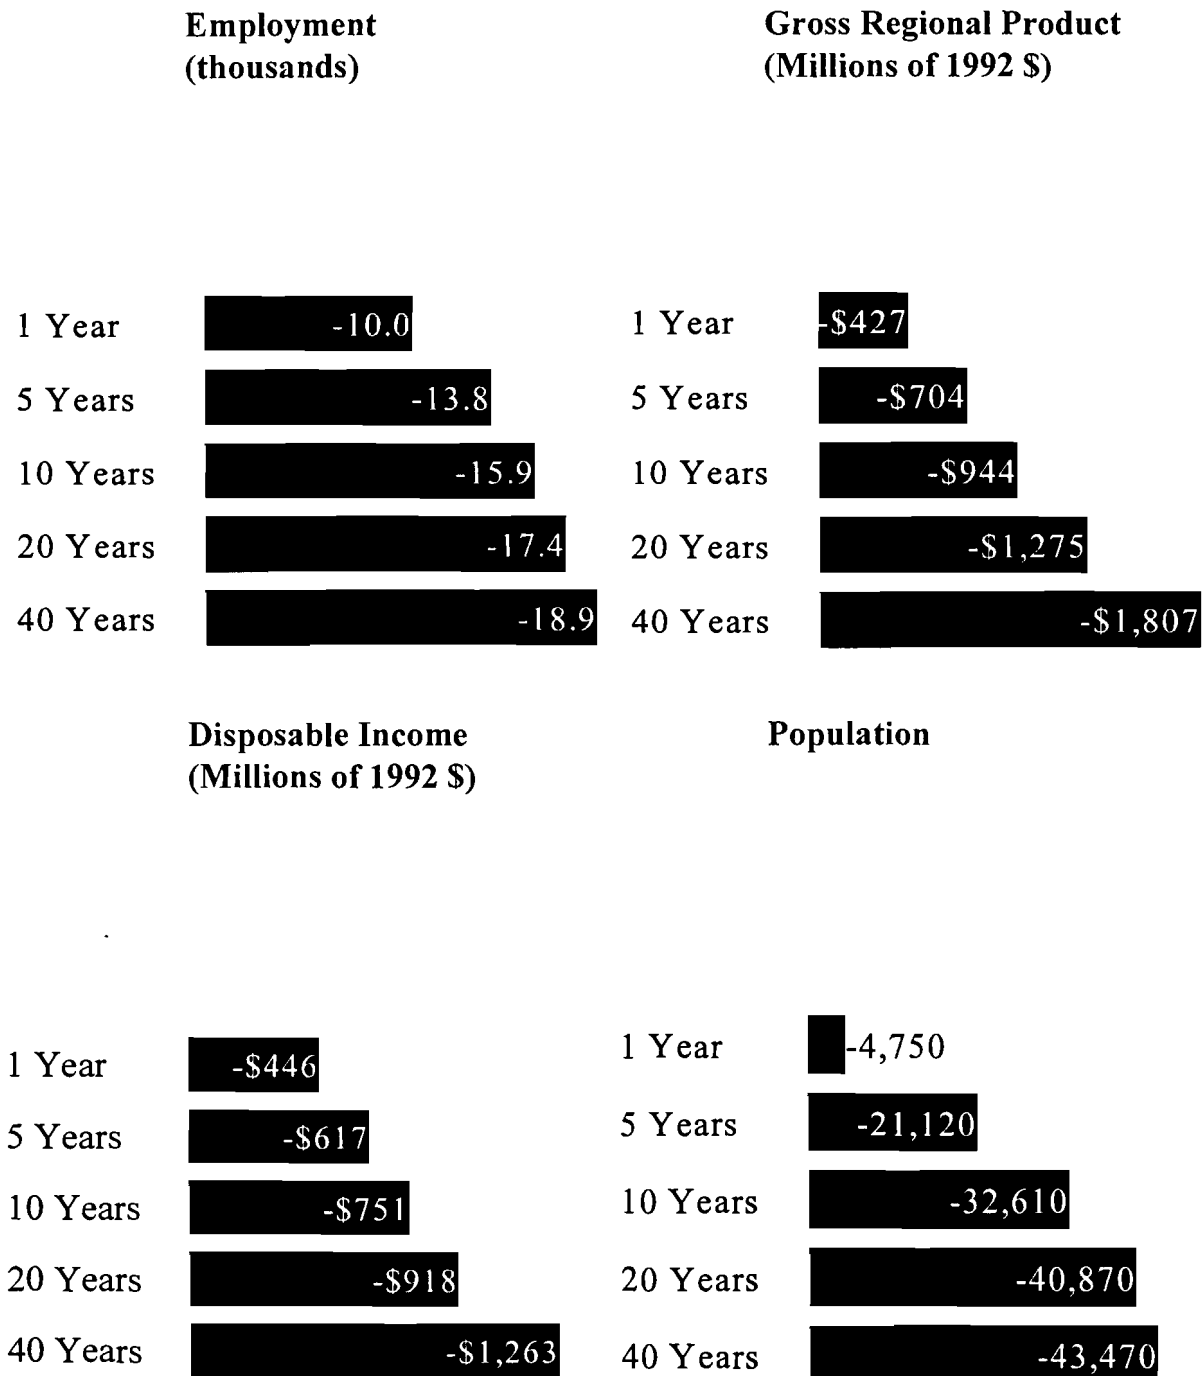 Employment
(thousands)
1 Year -10.0
5 Years -13.8
10 Years -15.9
20 Years -17.4
40 Years -18.9
Gross Regional Product
(Millions of 1992 $)
1 Year -$427
5 Years -$704
10 Years -$944
20 Years -$1,275
40 Years -$1,807
Disposable Income
(Millions of 1992 $)
1 Year -$446
5 Years -$617
10 Years -$751
20 Years -$918
40 Years -$1,263
Population
1 Year -4,750
5 Years -21,120
10 Years -32,610
20 Years -40,870
40 Years -43,470